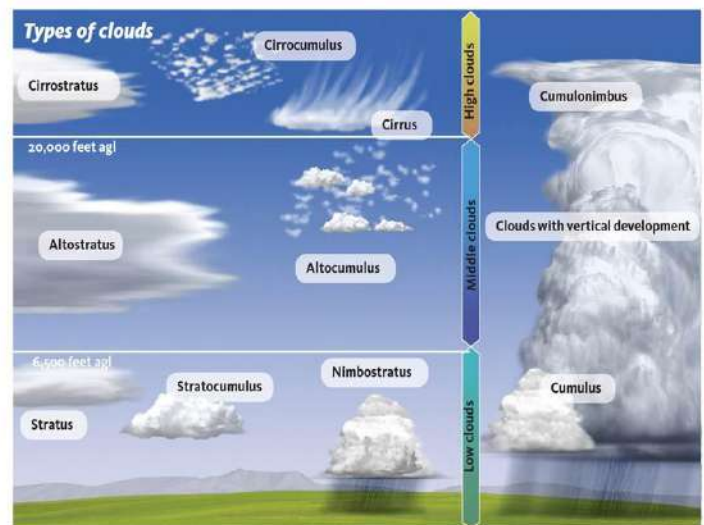 Types of clouds
Cirrocumulus
Cirrostratus
Cirrus
High clouds
Cumulonimbus
20,000 feet agl
Altostratus
Altocumulus
Middle clouds
Clouds with vertical development
6,500 feet agl
Stratus
Stratocumulus
Nimbostratus
Low clouds
Cumulus